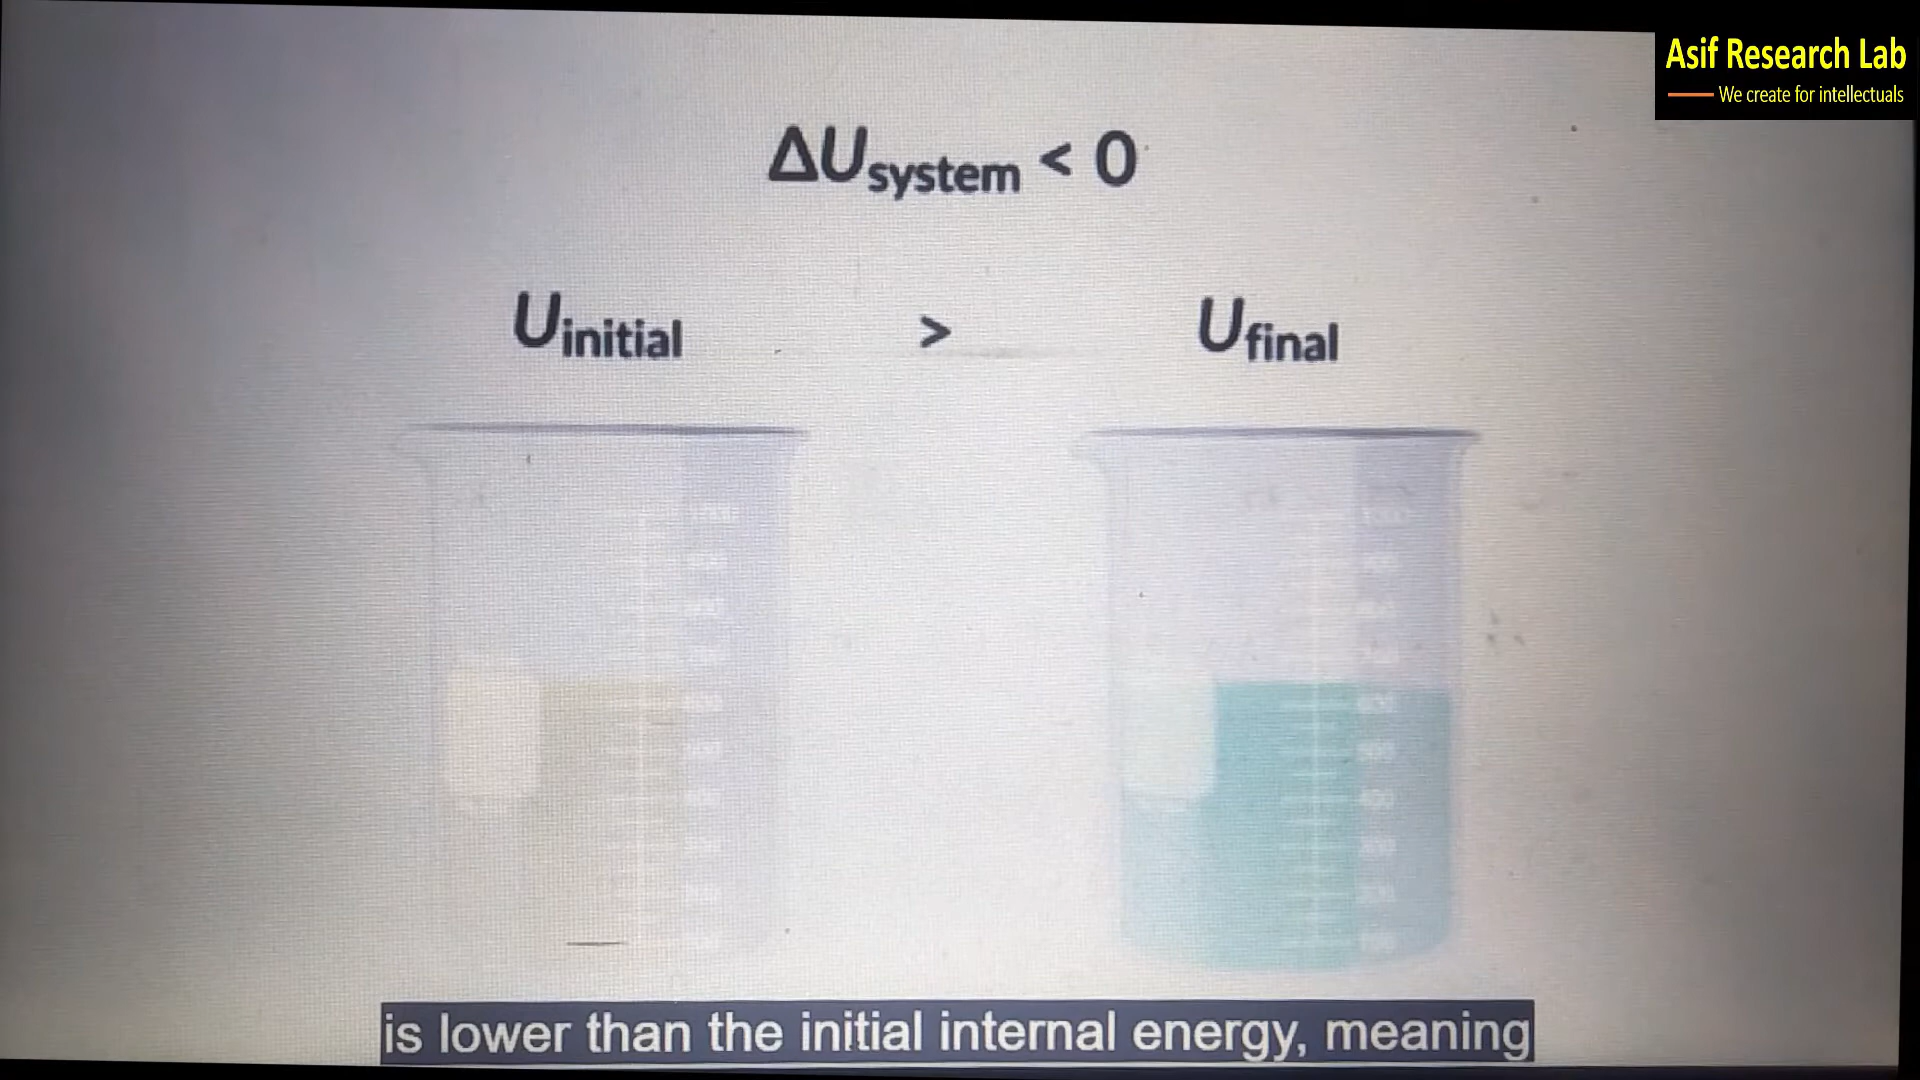 Asif Research Lab
We create for intellectuals
ΔUsystem < 0
Uinitial > Ufinal
is lower than the initial internal energy, meaning